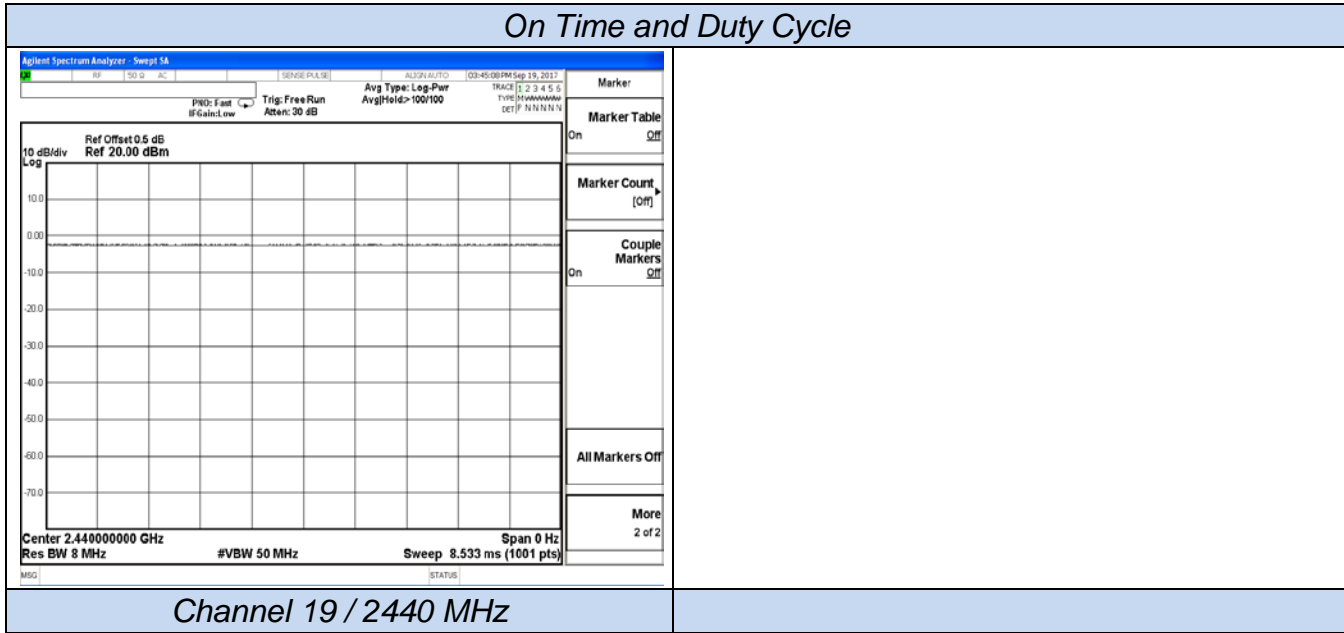 On Time and Duty Cycle
Agilent Spectrum Analyzer - Swept SA
RF 50 Ω AC SENSE:PULSE ALIGN AUTO 03:45:08 PM Sep 19, 2017
Marker
Avg Type: Log-Pwr
TRACE 1 2 3 4 5 6
PNO: Fast
Trig: Free Run
Avg|Hold:>100/100
TYPE
IFGain:Low
Atten: 30 dB
DET P N N N N N
Marker Table
On Off
Ref Offset 0.5 dB
10 dB/div Ref 20.00 dBm
Log
Marker Count
[Off]
10.0
0.00
Couple
Markers
On Off
-10.0
-20.0
-30.0
-40.0
-50.0
-60.0
All Markers Off
-70.0
More
2 of 2
Center 2.440000000 GHz Span 0 Hz
Res BW 8 MHz #VBW 50 MHz Sweep 8.533 ms (1001 pts)
MSG STATUS
Channel 19 / 2440 MHz